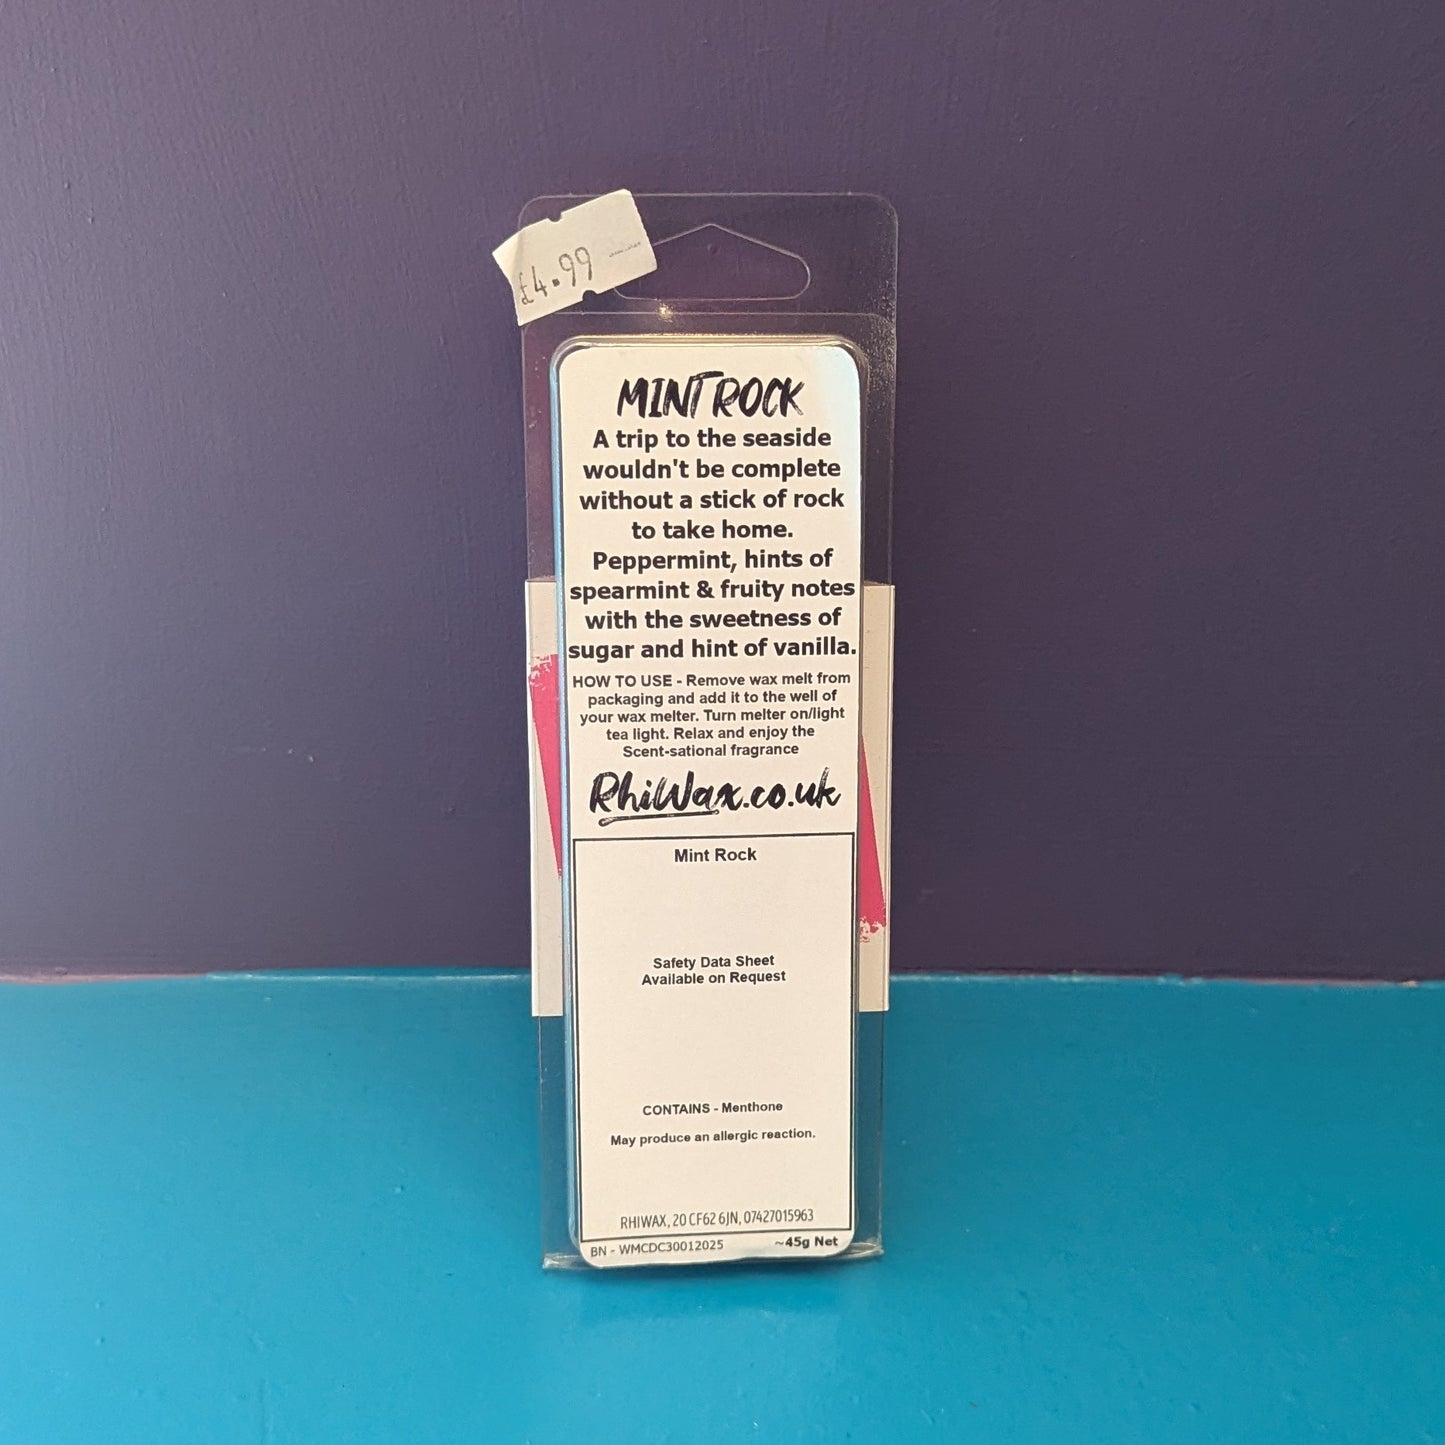 £4.99
MINT ROCK
A trip to the seaside
wouldn't be complete
without a stick of rock
to take home.
Peppermint, hints of
spearmint & fruity notes
with the sweetness of
sugar and hint of vanilla.
HOW TO USE - Remove wax melt from
packaging and add it to the well of
your wax melter. Turn melter on/light
tea light. Relax and enjoy the
Scent-sational fragrance
RhiWax.co.uk
Mint Rock
Safety Data Sheet
Available on Request
CONTAINS - Menthone
May produce an allergic reaction.
RHIWAX, 20 CF62 6JN, 07427015963
BN - WMCDC30012025 ~45g Net